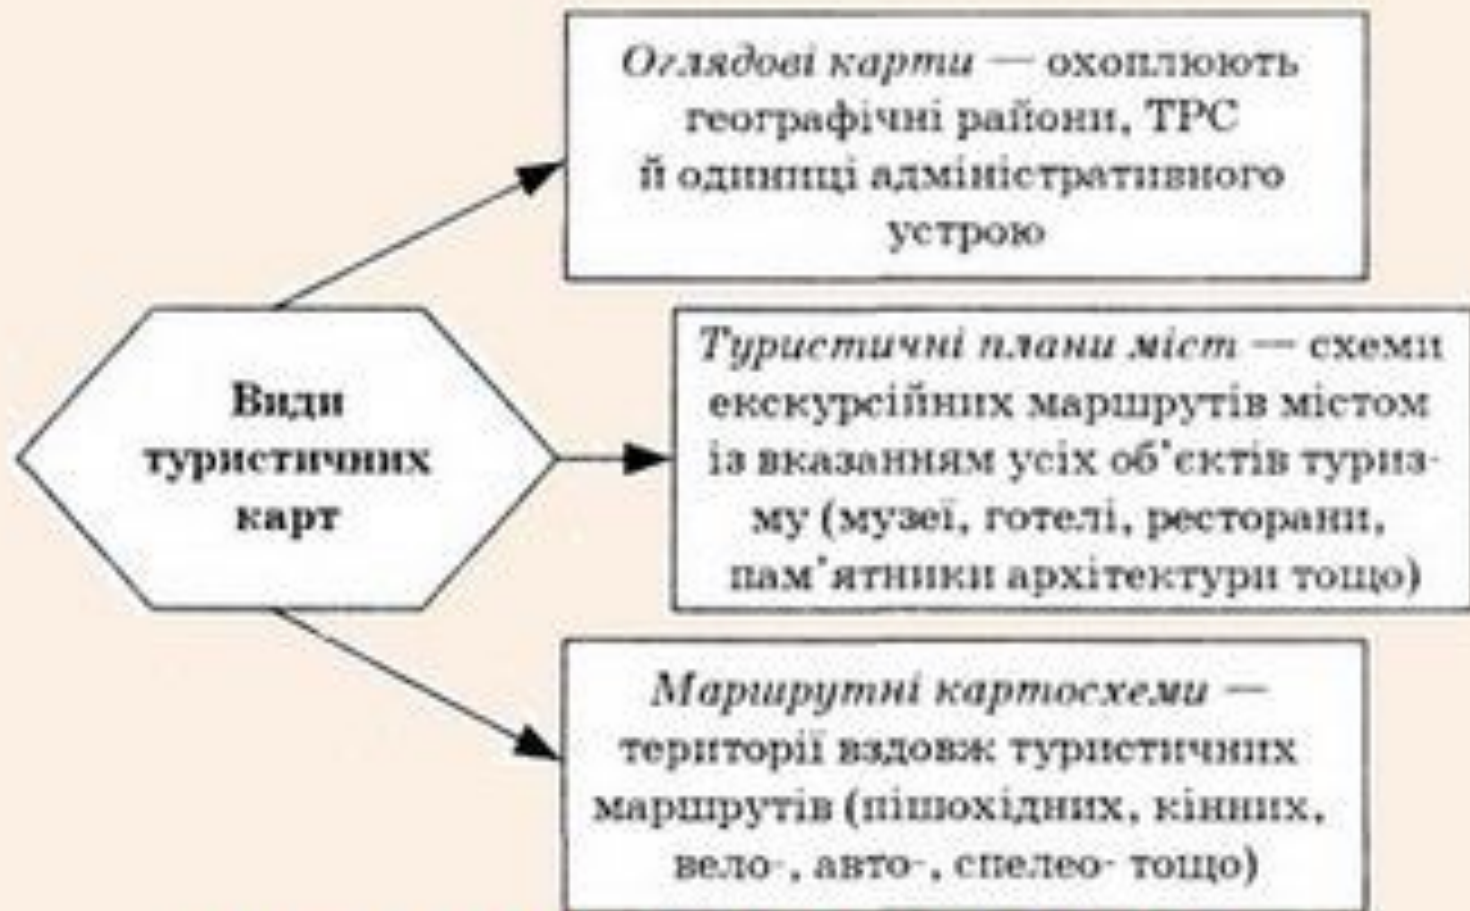 Оглядові карти — охоплюють
географічні райони, ТРС
й одиниці адміністративного
устрою
Види
туристичних
карт
Туристичні плани міст — схеми
екскурсійних маршрутів містом
із вказанням усіх об'єктів туриз-
му (музеї, готелі, ресторани,
пам'ятники архітектури тощо)
Маршрутні картосхеми —
території вздовж туристичних
маршрутів (пішохідних, кінних,
вело-, авто-, спелео- тощо)